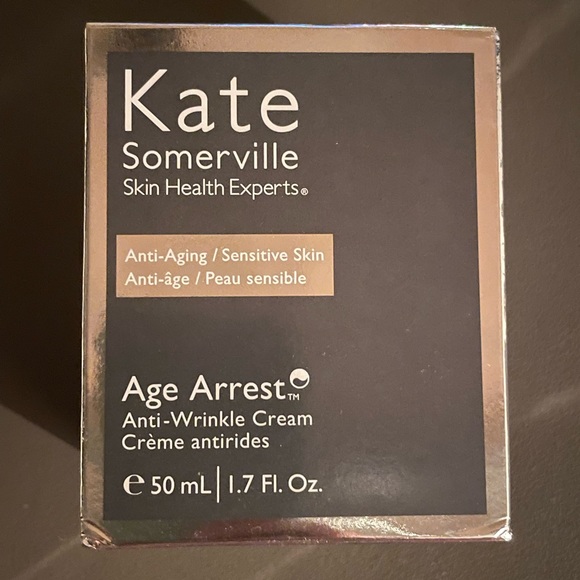 Kate
Somerville
Skin Health Experts®
Anti-Aging / Sensitive Skin
Anti-âge / Peau sensible
Age Arrest™
Anti-Wrinkle Cream
Crème antirides
℮ 50 mL | 1.7 Fl. Oz.